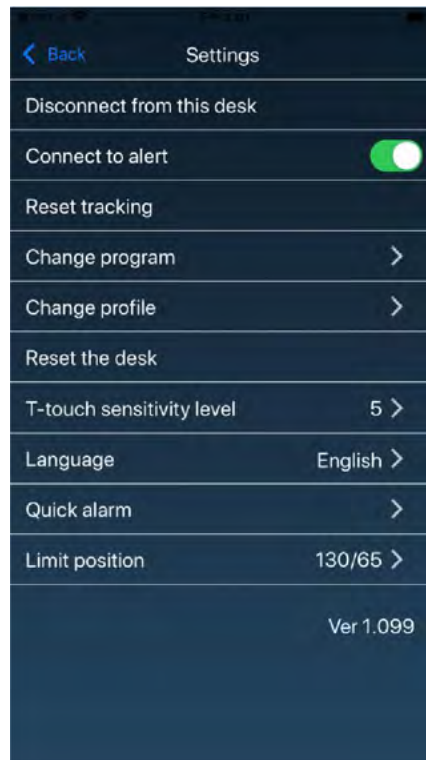 Back Settings
Disconnect from this desk
Connect to alert
Reset tracking
Change program
Change profile
Reset the desk
T-touch sensitivity level 5
Language English
Quick alarm
Limit position 130/65
Ver 1.099